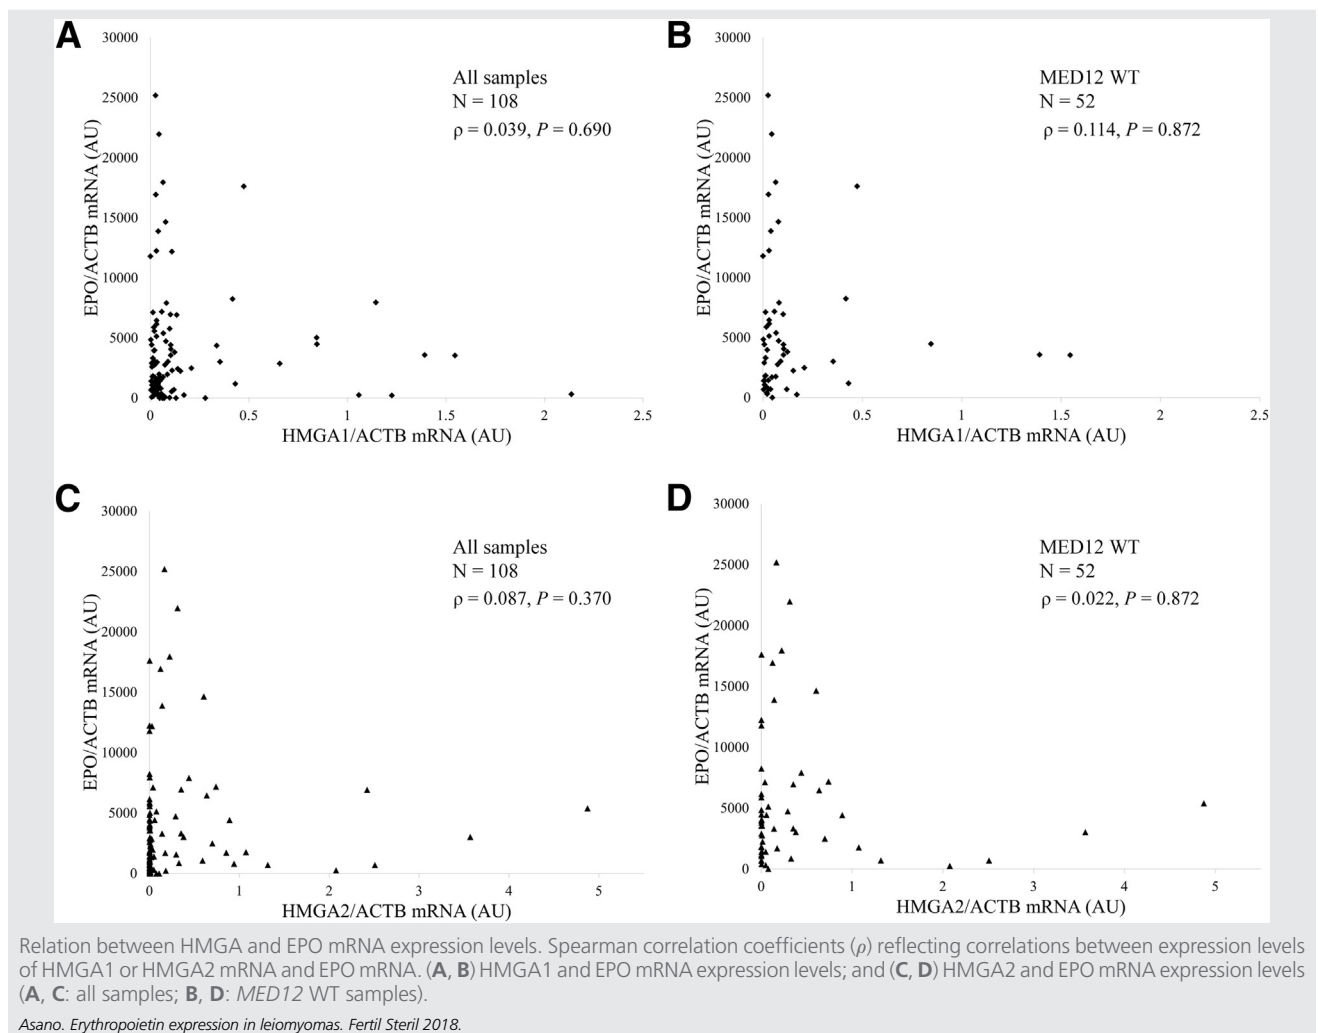 A
30000
25000
20000
15000
10000
5000
0
EPO/ACTB mRNA (AU)
All samples
N = 108
ρ = 0.039, P = 0.690
0 0.5 1 1.5 2 2.5
HMGA1/ACTB mRNA (AU)
B
30000
25000
20000
15000
10000
5000
0
EPO/ACTB mRNA (AU)
MED12 WT
N = 52
ρ = 0.114, P = 0.872
0 0.5 1 1.5 2 2.5
HMGA1/ACTB mRNA (AU)
C
30000
25000
20000
15000
10000
5000
0
EPO/ACTB mRNA (AU)
All samples
N = 108
ρ = 0.087, P = 0.370
0 1 2 3 4 5
HMGA2/ACTB mRNA (AU)
D
30000
25000
20000
15000
10000
5000
0
EPO/ACTB mRNA (AU)
MED12 WT
N = 52
ρ = 0.022, P = 0.872
0 1 2 3 4 5
HMGA2/ACTB mRNA (AU)
Relation between HMGA and EPO mRNA expression levels. Spearman correlation coefficients (ρ) reflecting correlations between expression levels
of HMGA1 or HMGA2 mRNA and EPO mRNA. (A, B) HMGA1 and EPO mRNA expression levels; and (C, D) HMGA2 and EPO mRNA expression levels
(A, C: all samples; B, D: MED12 WT samples).
Asano. Erythropoietin expression in leiomyomas. Fertil Steril 2018.